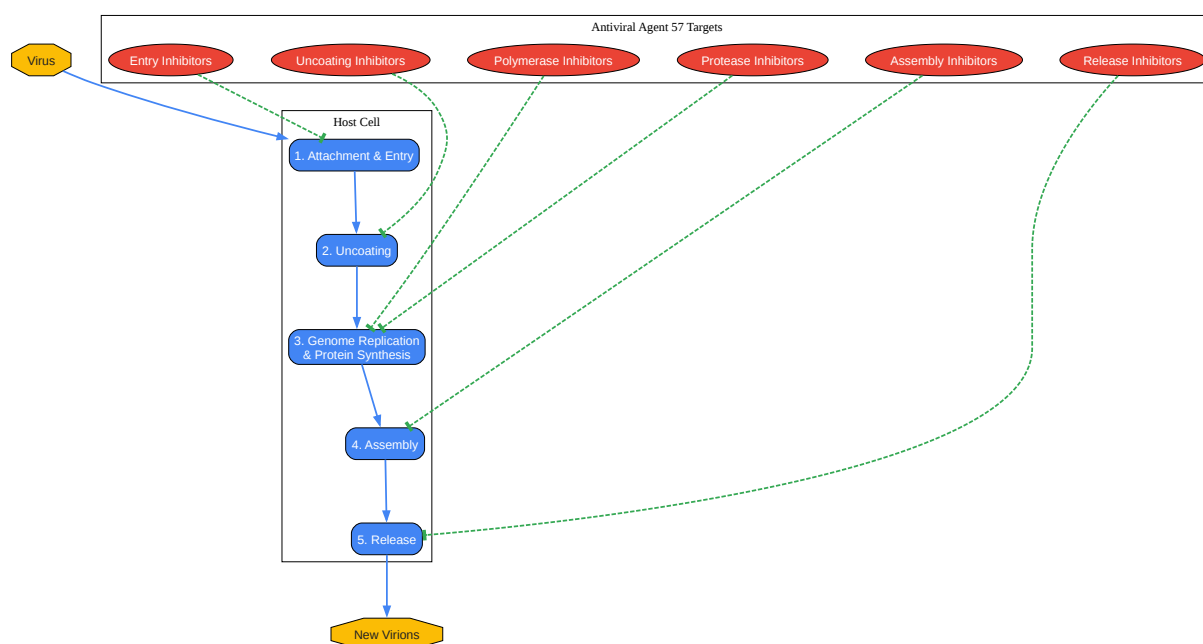 Antiviral Agent 57 Targets
Virus
Entry Inhibitors
Uncoating Inhibitors
Polymerase Inhibitors
Protease Inhibitors
Assembly Inhibitors
Release Inhibitors
Host Cell
1. Attachment & Entry
2. Uncoating
3. Genome Replication
& Protein Synthesis
4. Assembly
5. Release
New Virions